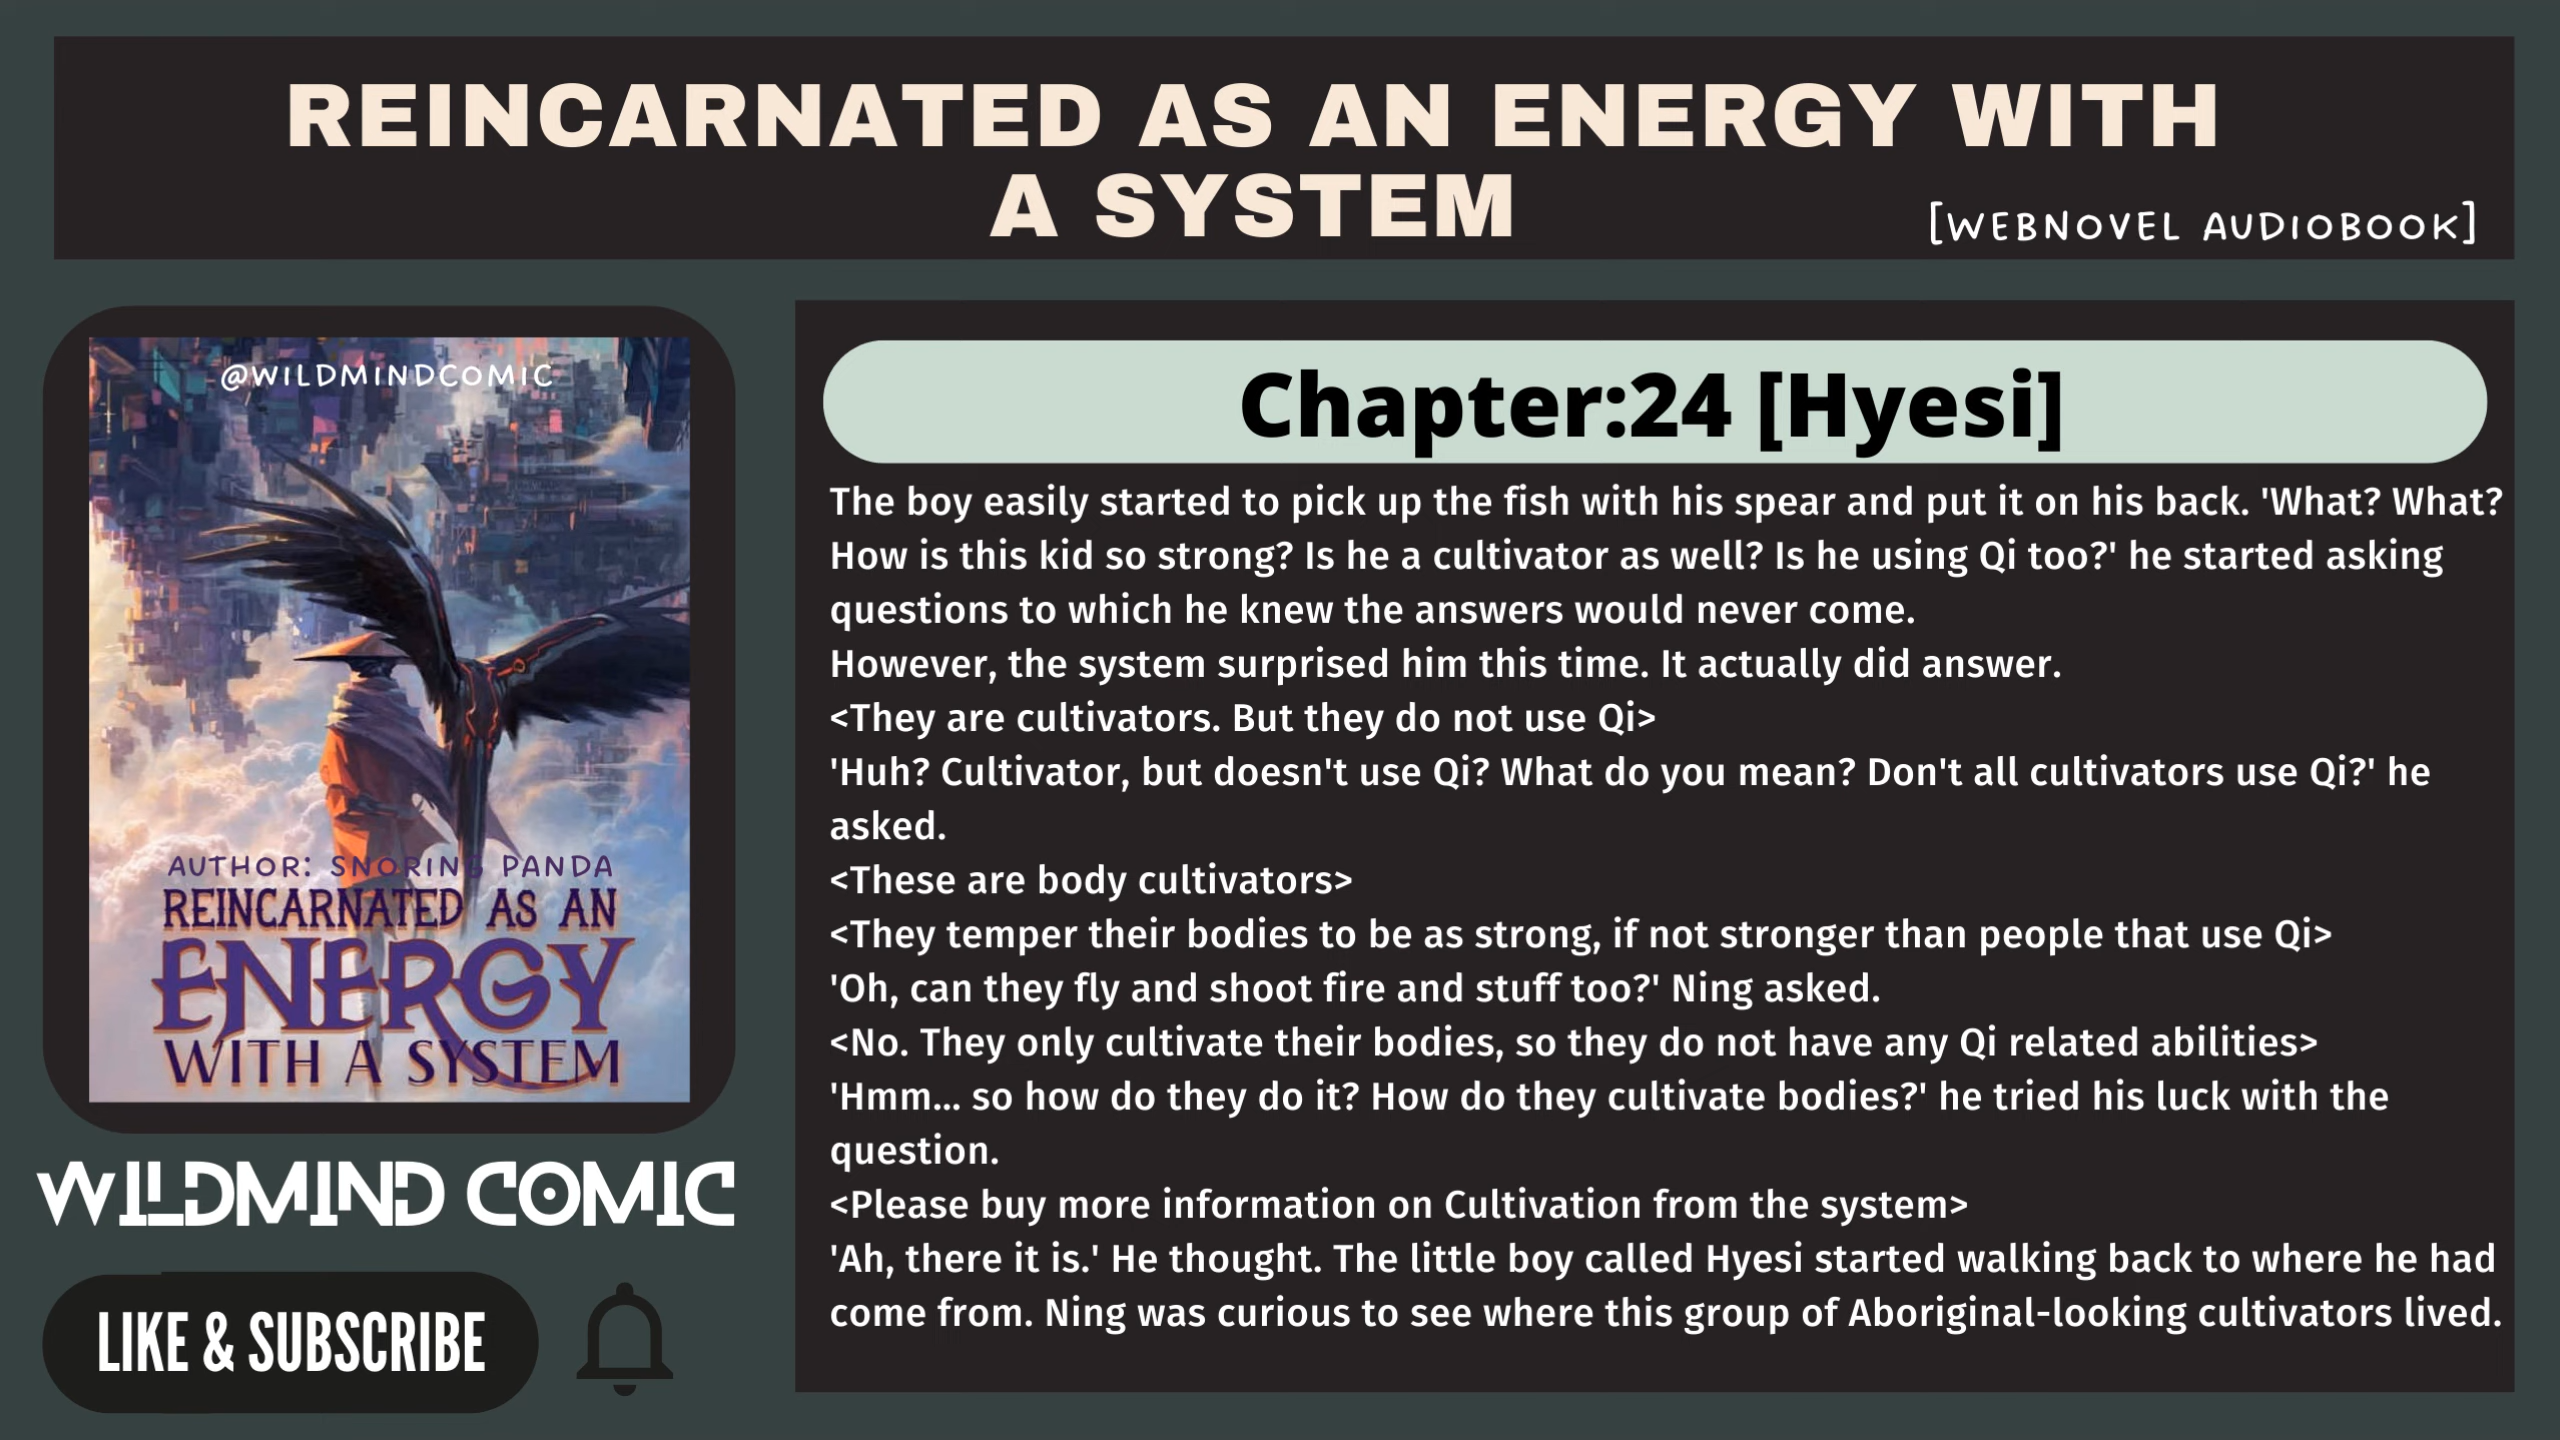 REINCARNATED AS AN ENERGY WITH
A SYSTEM
[WEBNOVEL AUDIOBOOK]
@WILDMINDCOMIC
AUTHOR: SNORING PANDA
REINCARNATED AS AN
ENERGY
WITH A SYSTEM
WILDMIND COMIC
LIKE & SUBSCRIBE
Chapter:24 [Hyesi]
The boy easily started to pick up the fish with his spear and put it on his back. 'What? What?
How is this kid so strong? Is he a cultivator as well? Is he using Qi too?' he started asking
questions to which he knew the answers would never come.
However, the system surprised him this time. It actually did answer.
<They are cultivators. But they do not use Qi>
'Huh? Cultivator, but doesn't use Qi? What do you mean? Don't all cultivators use Qi?' he
asked.
<These are body cultivators>
<They temper their bodies to be as strong, if not stronger than people that use Qi>
'Oh, can they fly and shoot fire and stuff too?' Ning asked.
<No. They only cultivate their bodies, so they do not have any Qi related abilities>
'Hmm... so how do they do it? How do they cultivate bodies?' he tried his luck with the
question.
<Please buy more information on Cultivation from the system>
'Ah, there it is.' He thought. The little boy called Hyesi started walking back to where he had
come from. Ning was curious to see where this group of Aboriginal-looking cultivators lived.